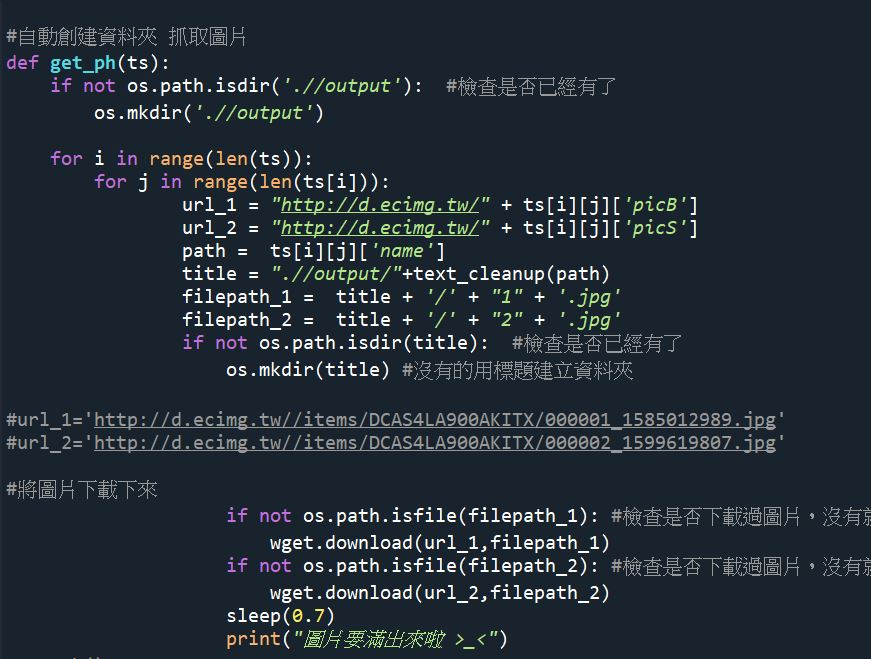 #自動創建資料夾 抓取圖片
def get_ph(ts):
    if not os.path.isdir('.//output'):  #檢查是否已經有了
        os.mkdir('.//output')
    for i in range(len(ts)):
        for j in range(len(ts[i])):
                url_1 = "http://d.ecimg.tw/" + ts[i][j]['picB']
                url_2 = "http://d.ecimg.tw/" + ts[i][j]['picS']
                path =  ts[i][j]['name']
                title = ".//output/"+text_cleanup(path)
                filepath_1 =  title + '/' + "1" + '.jpg'
                filepath_2 =  title + '/' + "2" + '.jpg'
                if not os.path.isdir(title):  #檢查是否已經有了
                    os.mkdir(title) #沒有的用標題建立資料夾
#url_1='http://d.ecimg.tw//items/DCAS4LA900AKITX/000001_1585012989.jpg'
#url_2='http://d.ecimg.tw//items/DCAS4LA900AKITX/000002_1599619807.jpg'
#將圖片下載下來
                    if not os.path.isfile(filepath_1): #檢查是否下載過圖片，沒有
                        wget.download(url_1,filepath_1)
                    if not os.path.isfile(filepath_2): #檢查是否下載過圖片，沒有
                        wget.download(url_2,filepath_2)
                    sleep(0.7)
                    print("圖片要滿出來啦 >_<")